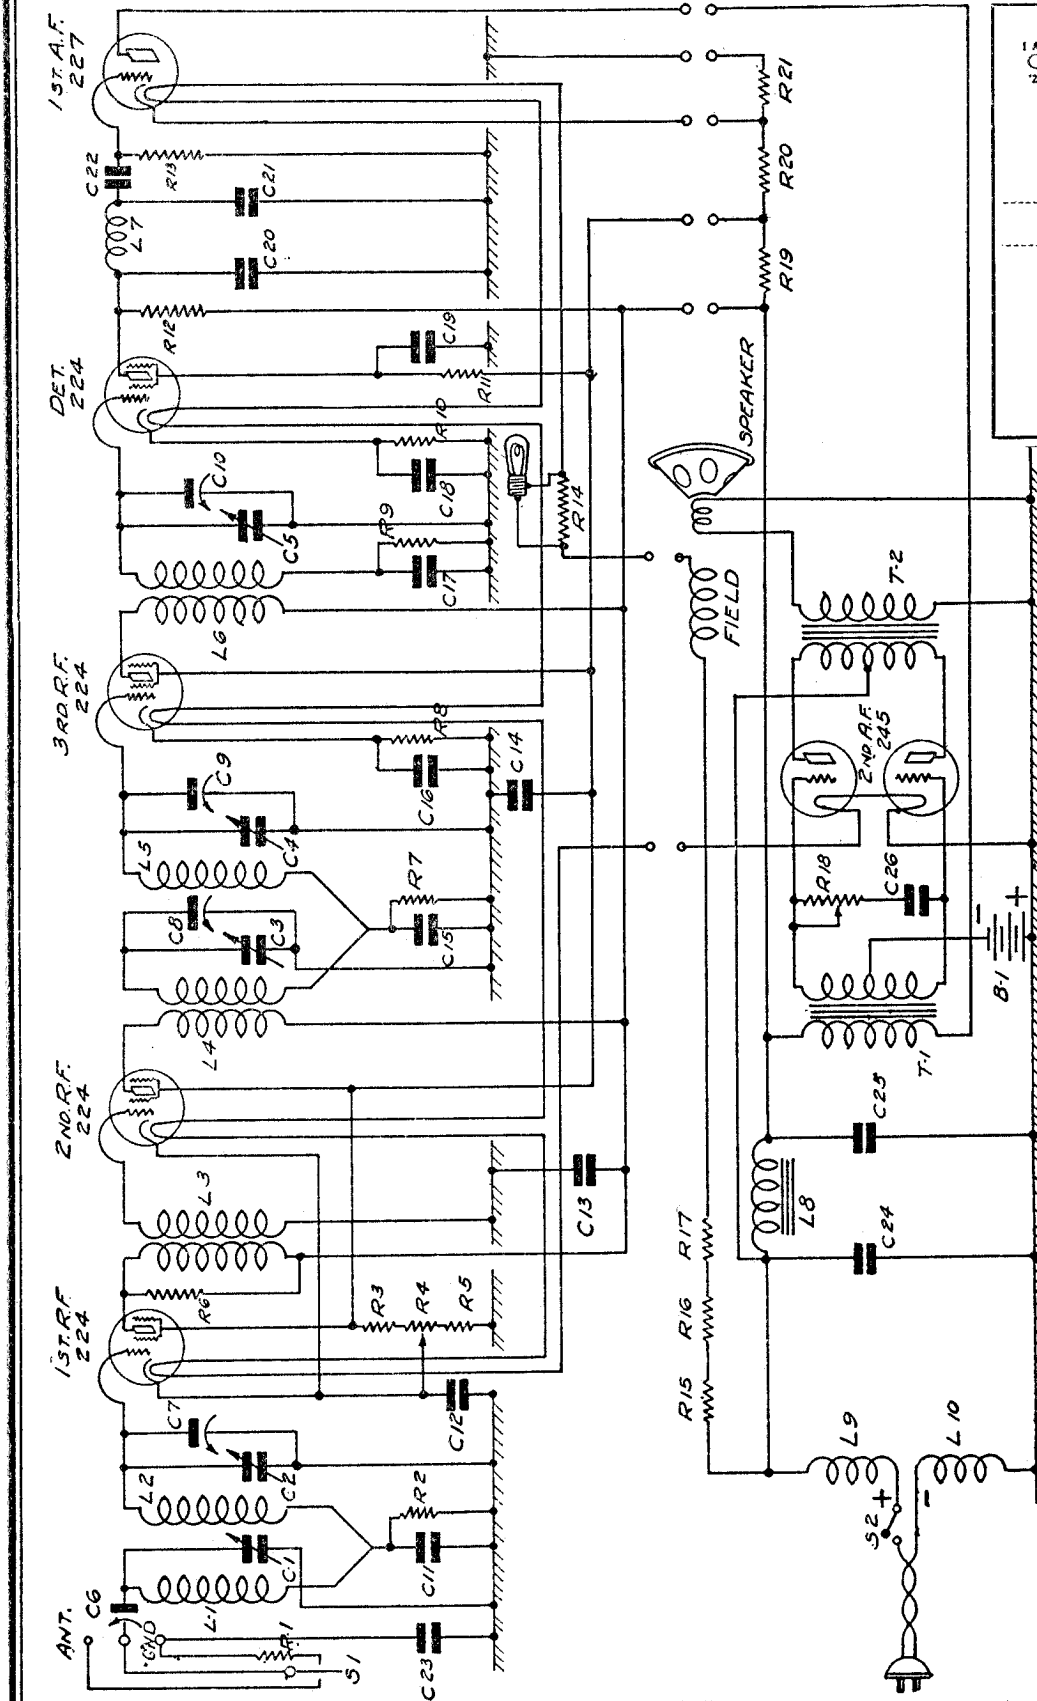 1ST. R.F.
224
2ND. R.F.
224
3RD. R.F.
224
DET.
224
1ST. A.F.
227
ANT.
C6
GND
L-1
R-1
S1
C23
C-1
L2
C7
C2
C11
R2
C12
R3
R4
R5
R6
L3
C13
L4
C8
C3
L5
C9
C4
C15
R7
C16
R8
C14
L6
C10
C5
C17
R9
C18
R10
R11
C19
R12
L7
C20
C21
C22
R13
R14
R15
R16
R17
FIELD
SPEAKER
R19
R20
R21
S2
+
-
L9
L10
C24
L8
C25
T-1
B-1
-
+
R18
C26
2ND. A.F.
245
T-2